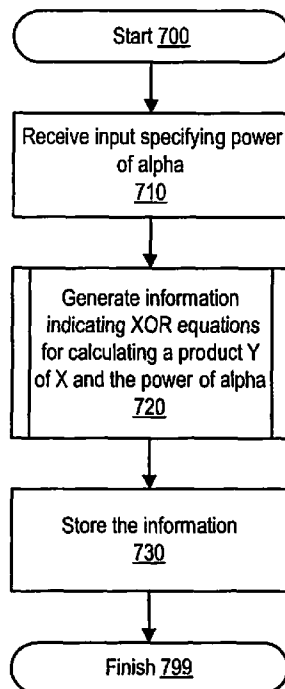 Start 700
Receive input specifying power
of alpha
710
Generate information
indicating XOR equations
for calculating a product Y
of X and the power of alpha
720
Store the information
730
Finish 799